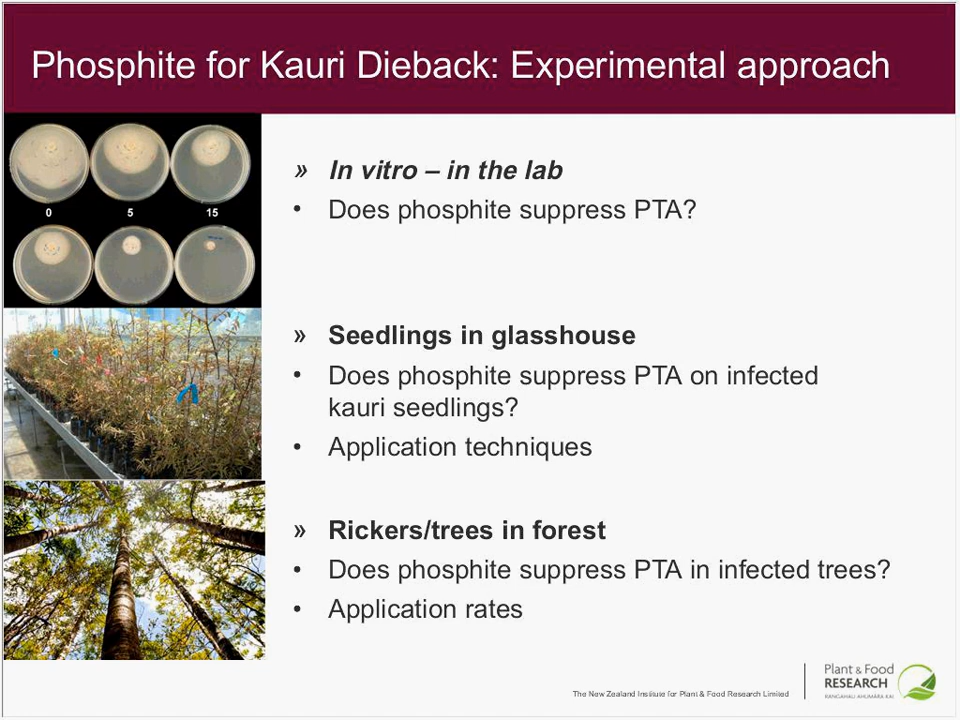 Phosphite for Kauri Dieback: Experimental approach
0 5 15
» In vitro – in the lab
• Does phosphite suppress PTA?
» Seedlings in glasshouse
• Does phosphite suppress PTA on infected
kauri seedlings?
• Application techniques
» Rickers/trees in forest
• Does phosphite suppress PTA in infected trees?
• Application rates
The New Zealand Institute for Plant & Food Research Limited
Plant & Food
RESEARCH
RANGAHAU AHUMĀRA KAI